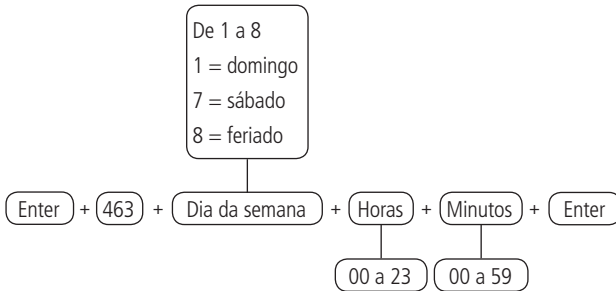 De 1 a 8
1 = domingo
7 = sábado
8 = feriado
Enter + 463 + Dia da semana + Horas + Minutos + Enter
00 a 23 00 a 59